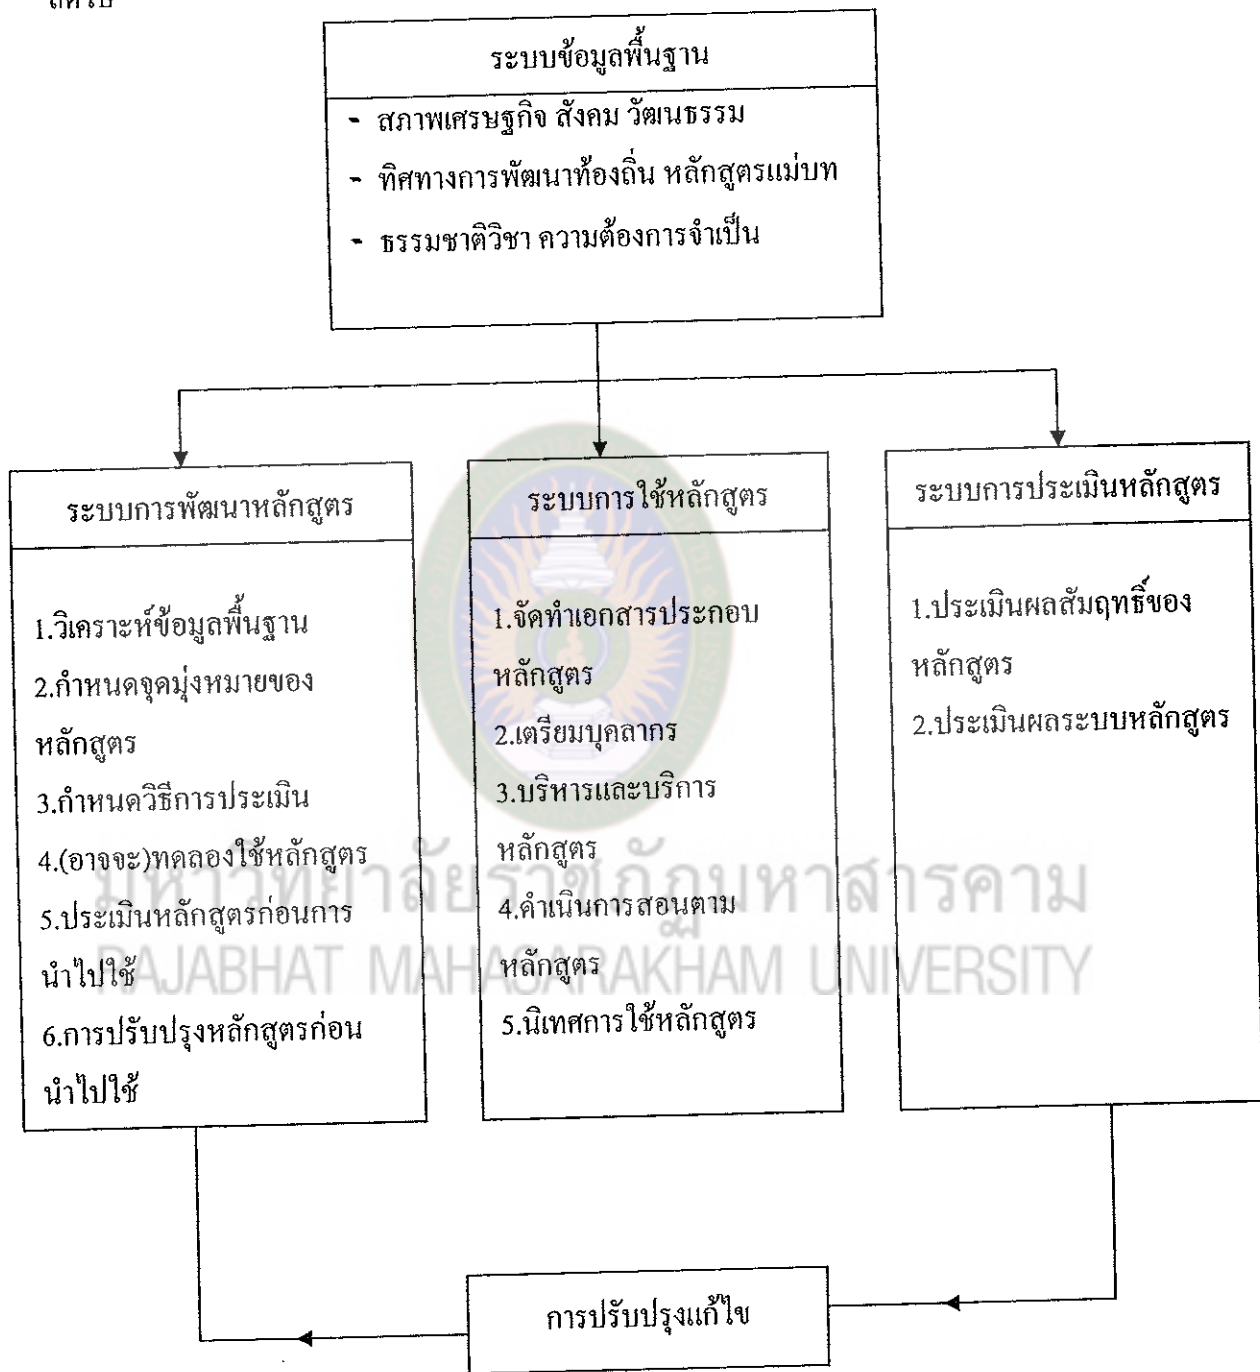 ระบบข้อมูลพื้นฐาน
- สภาพเศรษฐกิจ สังคม วัฒนธรรม
- ทิศทางการพัฒนาท้องถิ่น หลักสูตรแม่บท
- ธรรมชาติวิชา ความต้องการจำเป็น
ระบบการพัฒนาหลักสูตร
1.วิเคราะห์ข้อมูลพื้นฐาน
2.กำหนดจุดมุ่งหมายของ
หลักสูตร
3.กำหนดวิธีการประเมิน
4.(อาจจะ)ทดลองใช้หลักสูตร
5.ประเมินหลักสูตรก่อนการ
นำไปใช้
6.การปรับปรุงหลักสูตรก่อน
นำไปใช้
ระบบการใช้หลักสูตร
1.จัดทำเอกสารประกอบ
หลักสูตร
2.เตรียมบุคลากร
3.บริหารและบริการ
หลักสูตร
4.ดำเนินการสอนตาม
หลักสูตร
5.นิเทศการใช้หลักสูตร
ระบบการประเมินหลักสูตร
1.ประเมินผลสัมฤทธิ์ของ
หลักสูตร
2.ประเมินผลระบบหลักสูตร
มหาวิทยาลัยราชภัฏมหาสารคาม
RAJABHAT MAHASARAKHAM UNIVERSITY
การปรับปรุงแก้ไข